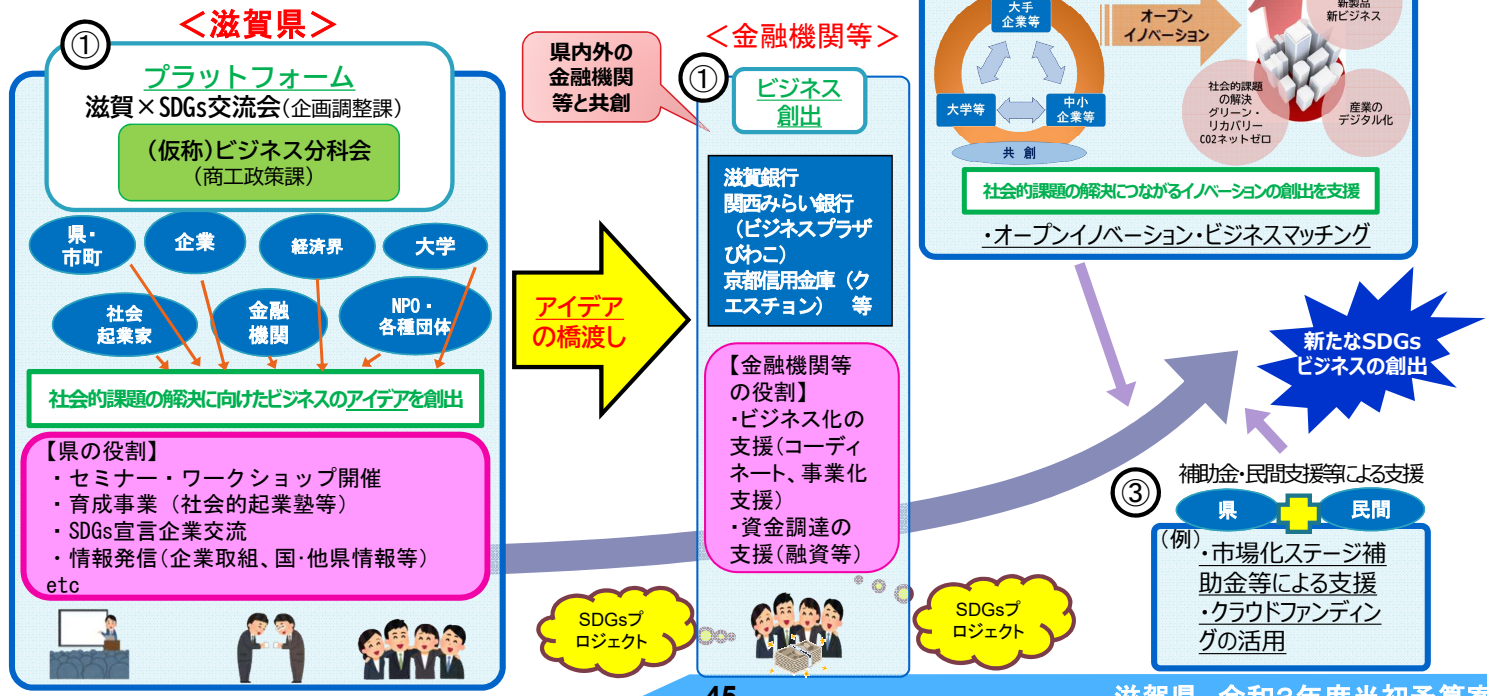 ＜滋賀県＞
①
プラットフォーム
滋賀×SDGs交流会(企画調整課)
(仮称)ビジネス分科会
(商工政策課)
県・
市町
企業
経済界
大学
社会
起業家
金融
機関
NPO・
各種団体
社会的課題の解決に向けたビジネスのアイデアを創出
【県の役割】
・セミナー・ワークショップ開催
・育成事業（社会的起業塾等）
・SDGs宣言企業交流
・情報発信(企業取組、国・他県情報等)
etc
アイデア
の橋渡し
県内外の
金融機関
等と共創
＜金融機関等＞
①
ビジネス
創出
滋賀銀行
関西みらい銀行
（ビジネスプラザ
びわこ）
京都信用金庫（ク
エスチョン） 等
【金融機関等
の役割】
・ビジネス化の
支援(コーディ
ネート、事業化
支援)
・資金調達の
支援(融資等)
SDGsプ
ロジェクト
SDGsプ
ロジェクト
大手
企業等
大学等
中小
企業等
共 創
オープン
イノベーション
新製品
新ビジネス
社会的課題
の解決
グリーン・
リカバリー
CO2ネットゼロ
産業の
デジタル化
社会的課題の解決につながるイノベーションの創出を支援
・オープンイノベーション・ビジネスマッチング
新たなSDGs
ビジネスの創出
補助金・民間支援等による支援
③
県
民間
(例)
・市場化ステージ補
助金等による支援
・クラウドファンディン
グの活用
45
滋賀県 令和3年度当初予算案